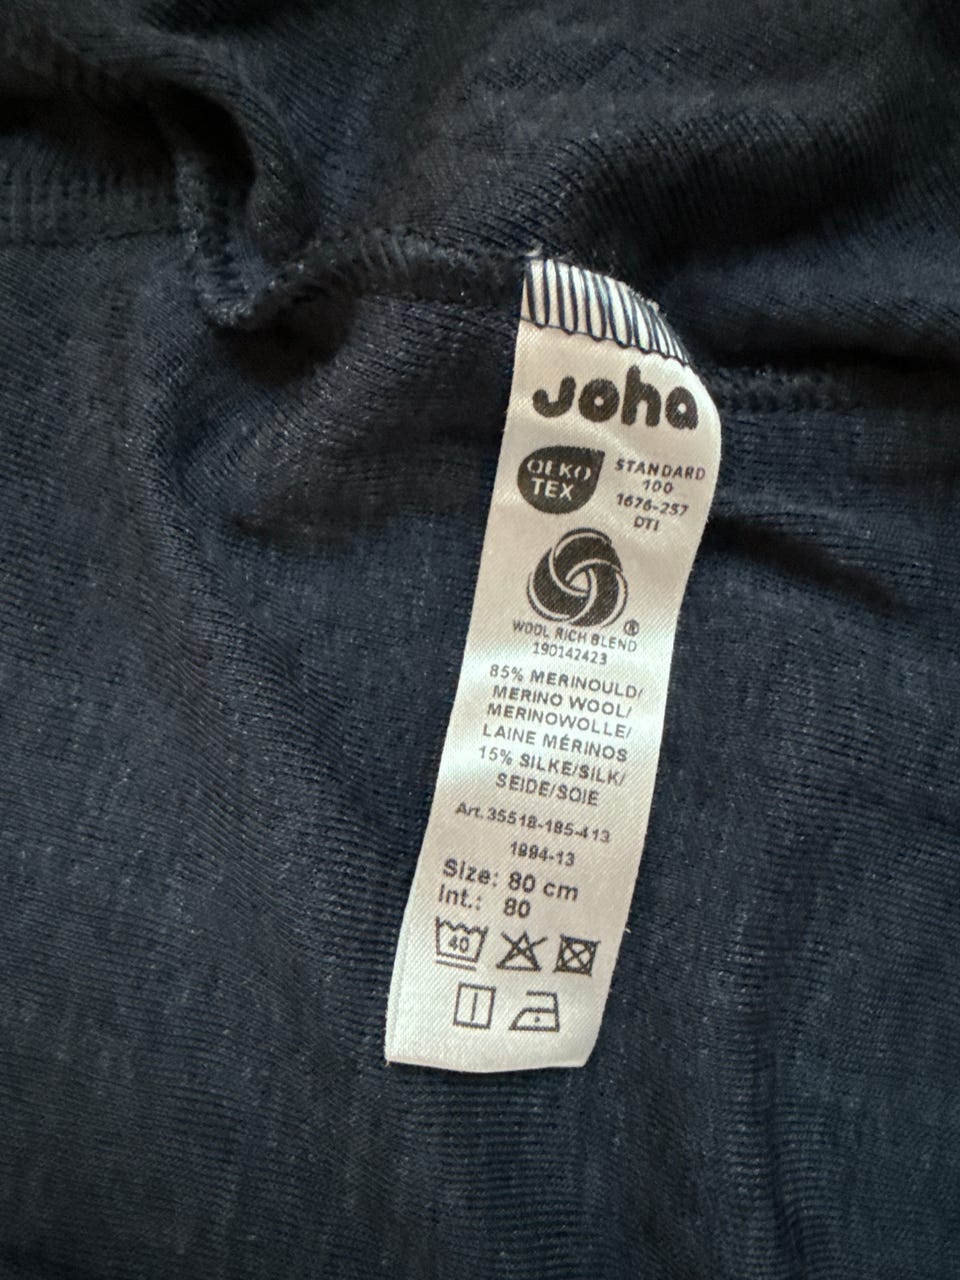 Joha
OEKO
TEX
STANDARD
100
1676-257
DTI
®
WOOL RICH BLEND
190142423
85% MERINOULD/
MERINO WOOL/
MERINOWOLLE/
LAINE MÉRINOS
15% SILKE/SILK/
SEIDE/SOIE
Art. 35518-185-413
1994-13
Size: 80 cm
Int.: 80
40